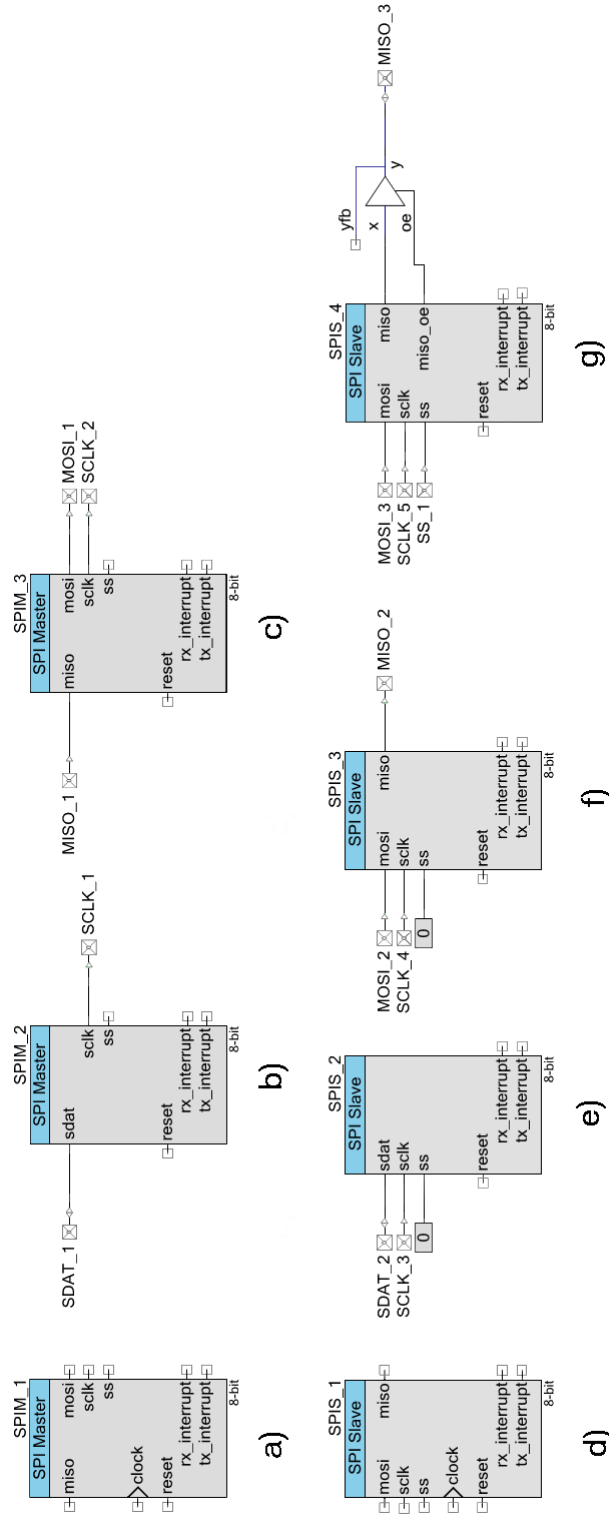 SPIM_1
SPI Master
miso mosi
sclk
ss
clock
reset
rx_interrupt
tx_interrupt
8-bit
a)
SPIM_2
SPI Master
SDAT_1 sdat
sclk SCLK_1
ss
reset
rx_interrupt
tx_interrupt
8-bit
b)
SPIM_3
SPI Master
MISO_1 miso mosi MOSI_1
sclk SCLK_2
ss
reset
rx_interrupt
tx_interrupt
8-bit
c)
SPIS_1
SPI Slave
mosi miso
sclk
ss
clock
reset
rx_interrupt
tx_interrupt
8-bit
d)
SPIS_2
SPI Slave
SDAT_2 sdat
SCLK_3 sclk
0 ss
reset
rx_interrupt
tx_interrupt
8-bit
e)
SPIS_3
SPI Slave
MOSI_2 mosi miso MISO_2
SCLK_4 sclk
0 ss
reset
rx_interrupt
tx_interrupt
8-bit
f)
SPIS_4
SPI Slave
yfb
MOSI_3 mosi miso x y MISO_3
SCLK_5 sclk
SS_1 ss miso_oe oe
reset
rx_interrupt
tx_interrupt
8-bit
g)